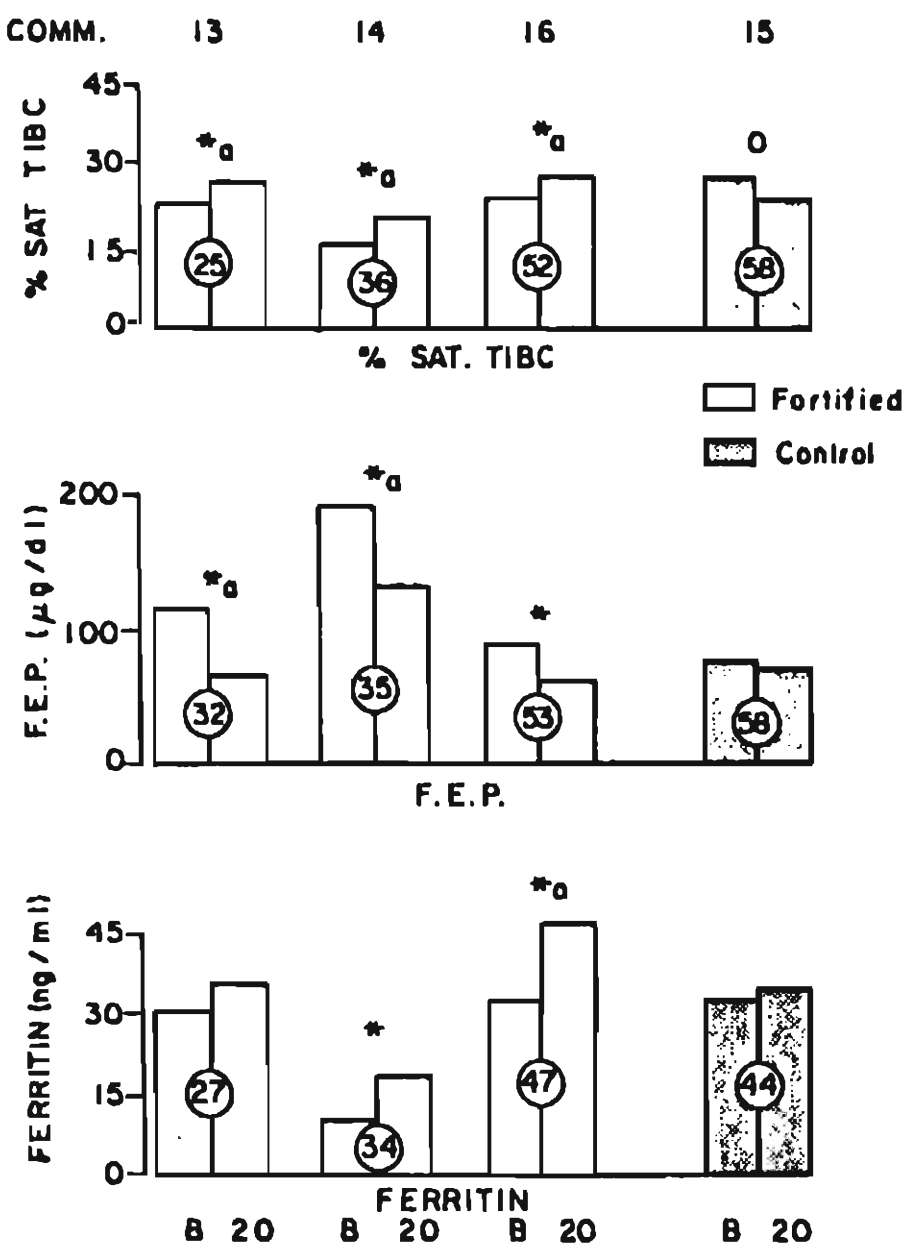 COMM. 13 14 16 15
% SAT TIBC
45
30
15
0
*a *a *a O
25 36 52 58
% SAT. TIBC
Fortified
Control
F.E.P. (μg/dl)
200
100
0
*a *a *
32 35 53 58
F.E.P.
FERRITIN (ng/ml)
45
30
15
0
* *a
27 34 47 44
FERRITIN
B 20 B 20 B 20 B 20